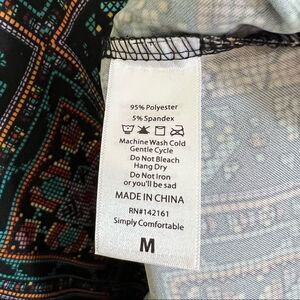 95% Polyester
5% Spandex
Machine Wash Cold
Gentle Cycle
Do Not Bleach
Hang Dry
Do Not Iron
or you'll be sad
MADE IN CHINA
RN#142161
Simply Comfortable
M